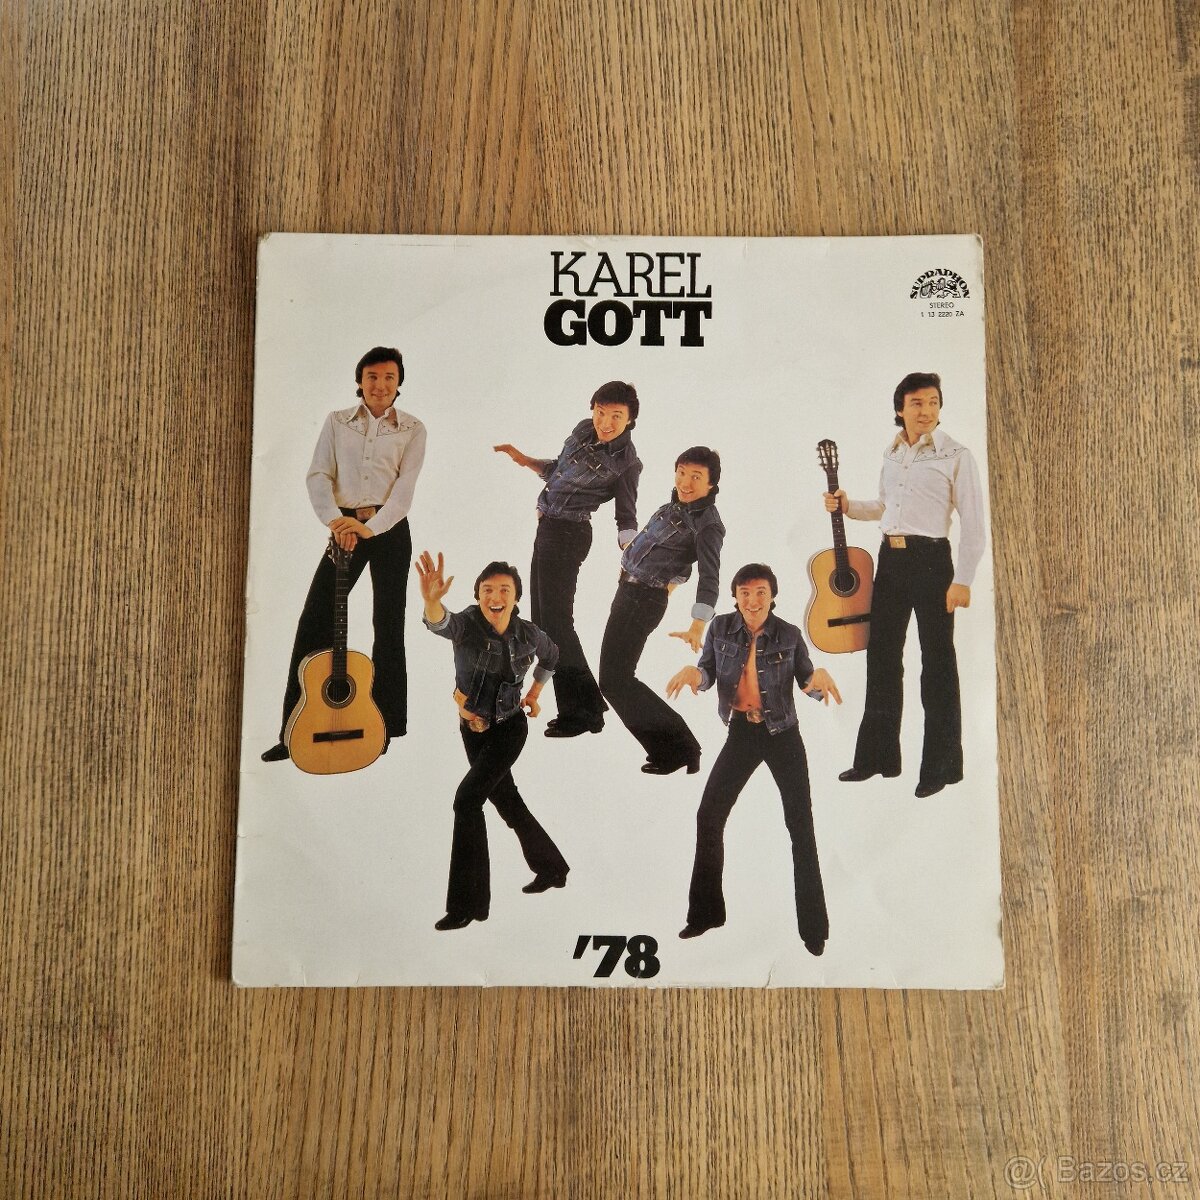 KAREL
GOTT
SUPRAPHON
STEREO
1 13 2220 ZA
'78
@( Bazos.cz